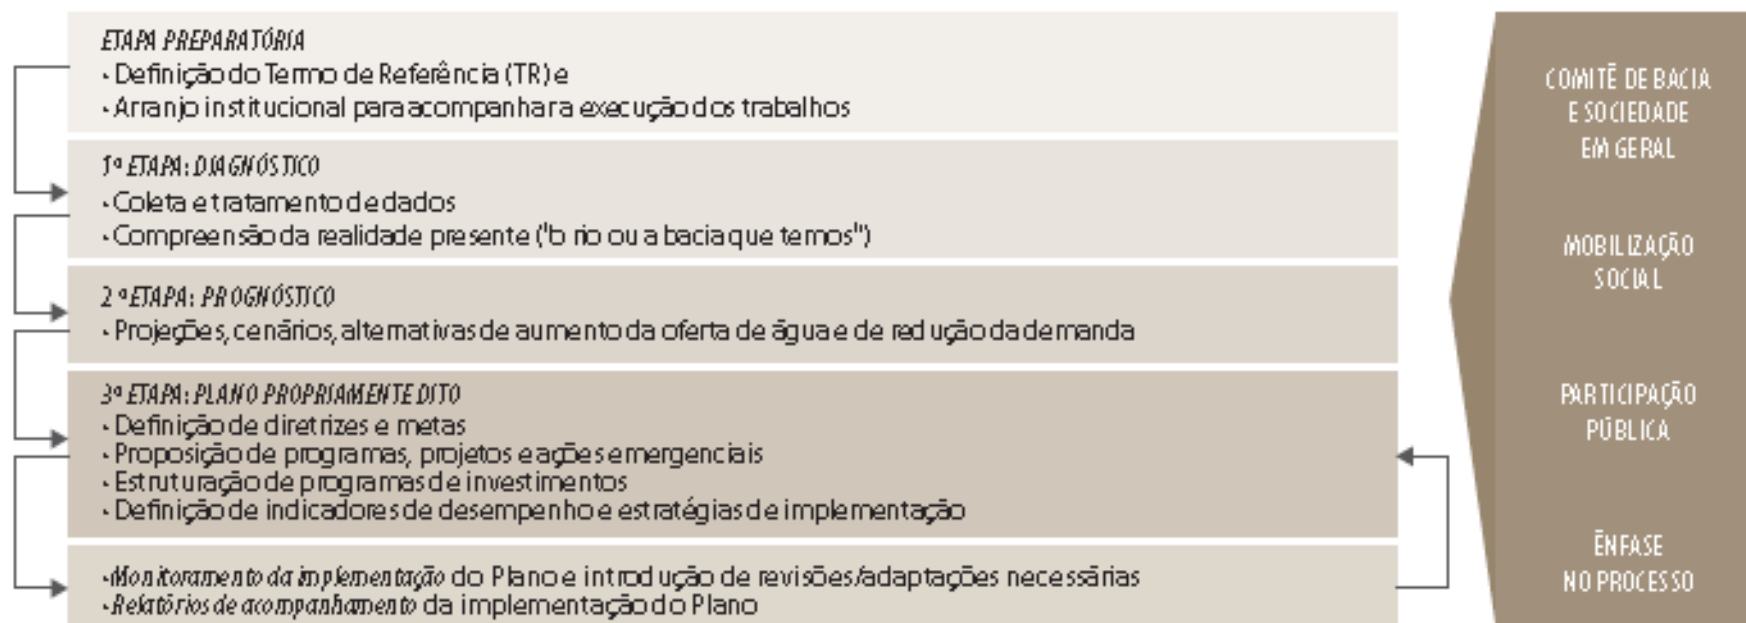 ETAPA PREPARATÓRIA
• Definição do Termo de Referência (TR) e
• Arranjo institucional para acompanhar a execução dos trabalhos
1ª ETAPA: DIAGNÓSTICO
• Coleta e tratamento de dados
• Compreensão da realidade presente ("o rio ou a bacia que temos")
2ª ETAPA: PROGNÓSTICO
• Projeções, cenários, alternativas de aumento da oferta de água e de redução da demanda
3ª ETAPA: PLANO PROPRIAMENTE DITO
• Definição de diretrizes e metas
• Proposição de programas, projetos e ações emergenciais
• Estruturação de programas de investimentos
• Definição de indicadores de desempenho e estratégias de implementação
• Monitoramento da implementação do Plano e introdução de revisões/adaptações necessárias
• Relatórios de acompanhamento da implementação do Plano
COMITÊ DE BACIA
E SOCIEDADE
EM GERAL
MOBILIZAÇÃO
SOCIAL
PARTICIPAÇÃO
PÚBLICA
ÊNFASE
NO PROCESSO